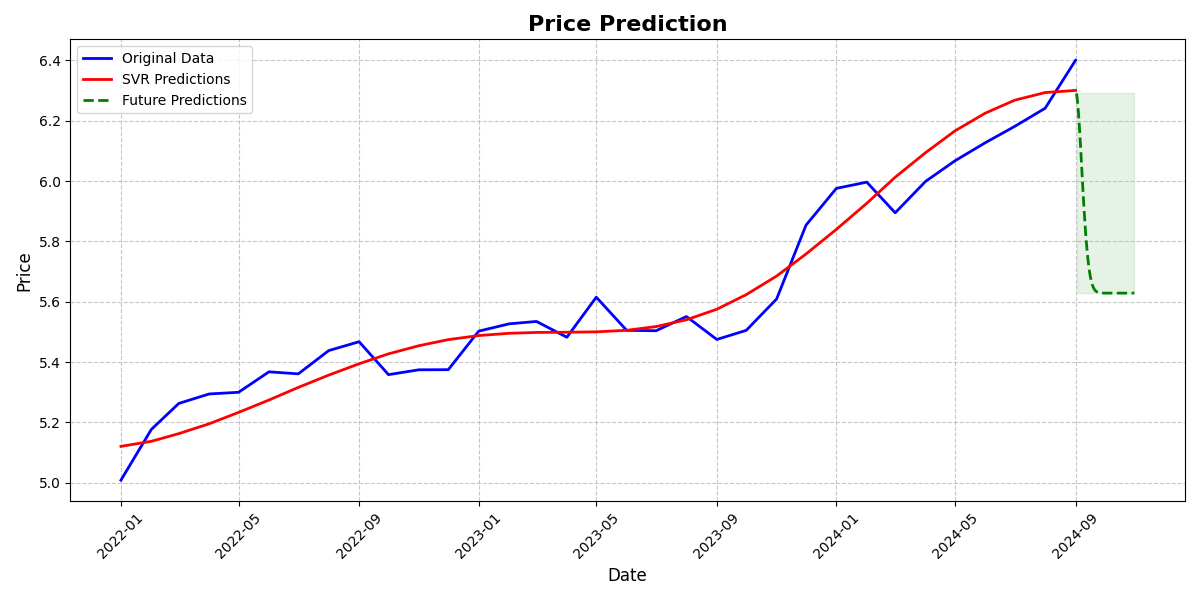 Price Prediction
Original Data
SVR Predictions
Future Predictions
Price
6.4
6.2
6.0
5.8
5.6
5.4
5.2
5.0
2022-01
2022-05
2022-09
2023-01
2023-05
2023-09
2024-01
2024-05
2024-09
Date